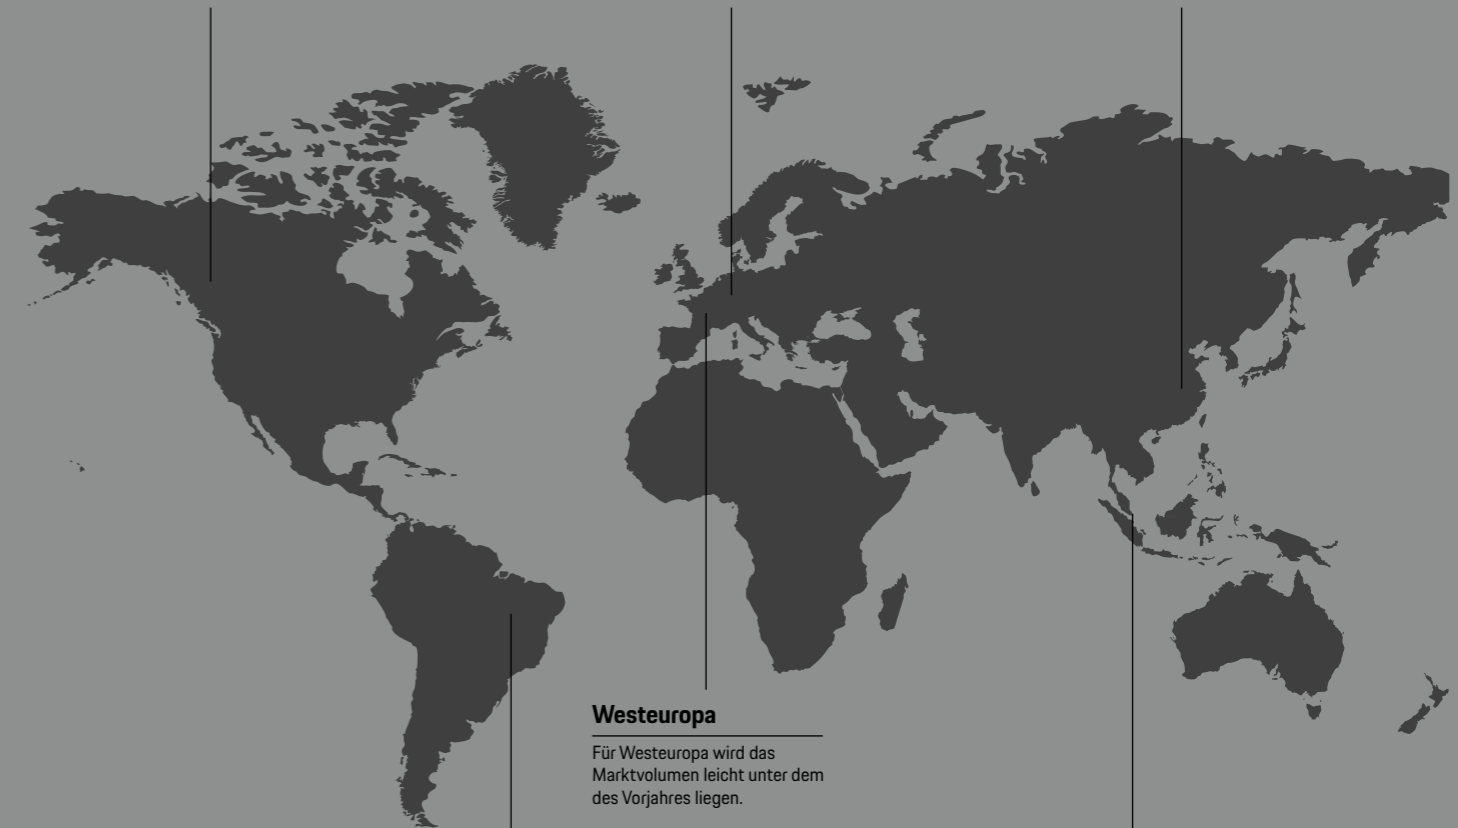 Westeuropa
Für Westeuropa wird das
Marktvolumen leicht unter dem
des Vorjahres liegen.